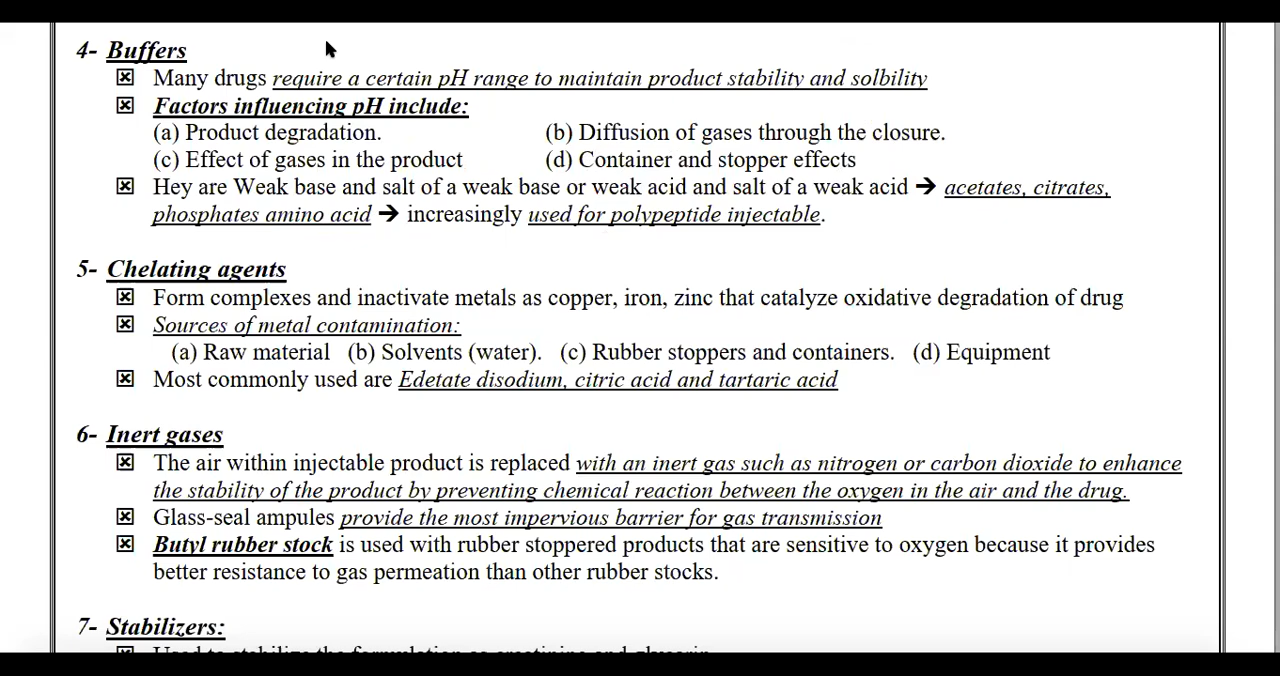 4- Buffers
Many drugs require a certain pH range to maintain product stability and solbility
Factors influencing pH include:
(a) Product degradation. (b) Diffusion of gases through the closure.
(c) Effect of gases in the product (d) Container and stopper effects
Hey are Weak base and salt of a weak base or weak acid and salt of a weak acid → acetates, citrates,
phosphates amino acid → increasingly used for polypeptide injectable.
5- Chelating agents
Form complexes and inactivate metals as copper, iron, zinc that catalyze oxidative degradation of drug
Sources of metal contamination:
(a) Raw material (b) Solvents (water). (c) Rubber stoppers and containers. (d) Equipment
Most commonly used are Edetate disodium, citric acid and tartaric acid
6- Inert gases
The air within injectable product is replaced with an inert gas such as nitrogen or carbon dioxide to enhance
the stability of the product by preventing chemical reaction between the oxygen in the air and the drug.
Glass-seal ampules provide the most impervious barrier for gas transmission
Butyl rubber stock is used with rubber stoppered products that are sensitive to oxygen because it provides
better resistance to gas permeation than other rubber stocks.
7- Stabilizers:
Used to stabilize the formulation as creatinine and glycerin